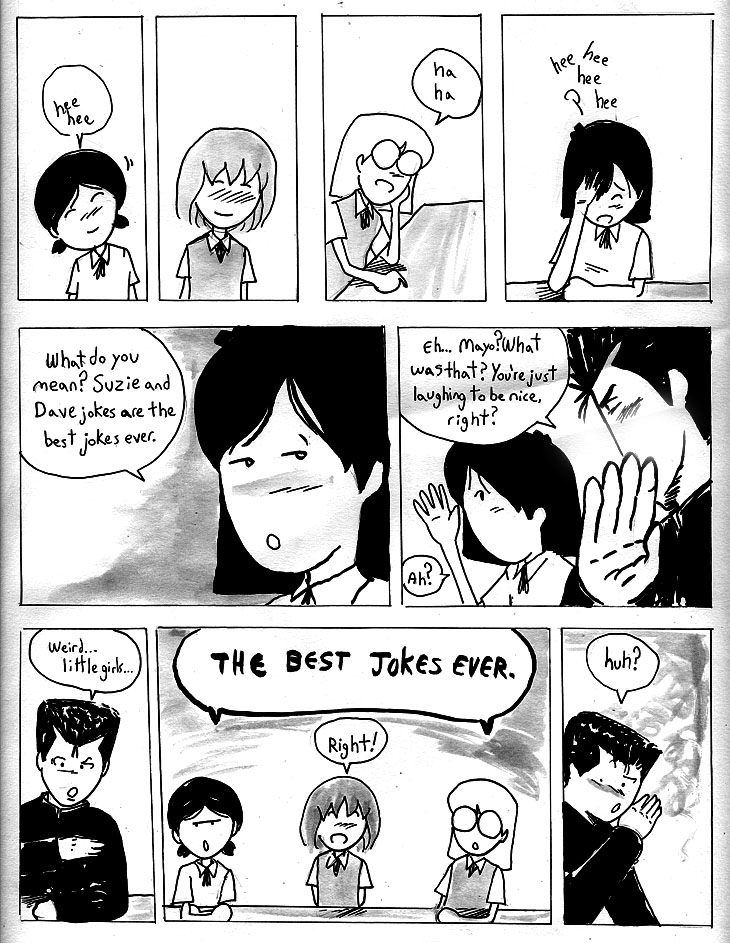 hee
hee
ha
ha
hee hee
hee
hee
What do you
mean? Suzie and
Dave jokes are the
best jokes ever.
Eh... Mayo? What
was that? You're just
laughing to be nice,
right?
Ah?
Weird...
little girls...
THE BEST JOKES EVER.
Right!
huh?